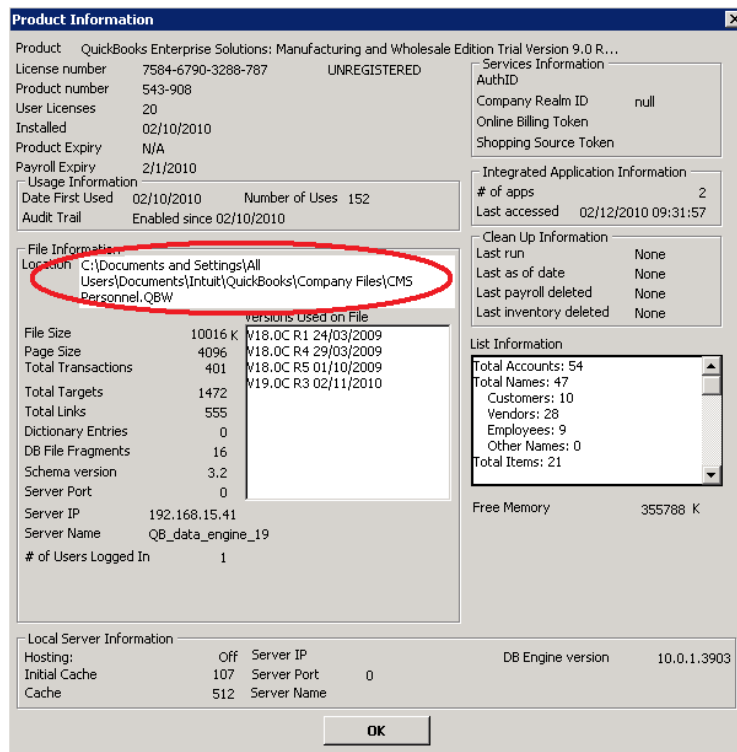 Product Information
Product QuickBooks Enterprise Solutions: Manufacturing and Wholesale Edition Trial Version 9.0 R...
License number 7584-6790-3288-787 UNREGISTERED
Product number 543-908
User Licenses 20
Installed 02/10/2010
Product Expiry N/A
Payroll Expiry 2/1/2010
Services Information
AuthID
Company Realm ID null
Online Billing Token
Shopping Source Token
Usage Information
Date First Used 02/10/2010 Number of Uses 152
Audit Trail Enabled since 02/10/2010
Integrated Application Information
# of apps 2
Last accessed 02/12/2010 09:31:57
File Information
Location C:\Documents and Settings\All
Users\Documents\Intuit\QuickBooks\Company Files\CMS
Personnel.QBW
Clean Up Information
Last run None
Last as of date None
Last payroll deleted None
Last inventory deleted None
Versions Used on File
File Size 10016 K V18.0C R1 24/03/2009
Page Size 4096 V18.0C R4 29/03/2009
Total Transactions 401 V18.0C R5 01/10/2009
V19.0C R3 02/11/2010
Total Targets 1472
Total Links 555
Dictionary Entries 0
DB File Fragments 16
Schema version 3.2
Server Port 0
Server IP 192.168.15.41
Server Name QB_data_engine_19
# of Users Logged In 1
List Information
Total Accounts: 54
Total Names: 47
Customers: 10
Vendors: 28
Employees: 9
Other Names: 0
Total Items: 21
Free Memory 355788 K
Local Server Information
Hosting: Off Server IP DB Engine version 10.0.1.3903
Initial Cache 107 Server Port 0
Cache 512 Server Name
OK